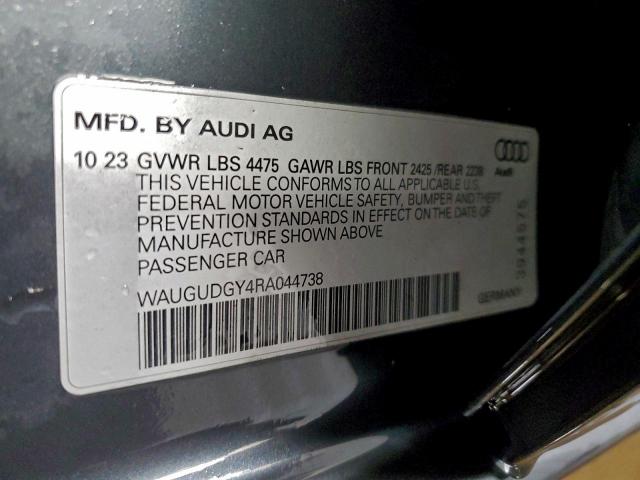 MFD. BY AUDI AG
10 23 GVWR LBS 4475 GAWR LBS FRONT 2425 /REAR 2238
THIS VEHICLE CONFORMS TO ALL APPLICABLE U.S.
FEDERAL MOTOR VEHICLE SAFETY, BUMPER AND THEFT
PREVENTION STANDARDS IN EFFECT ON THE DATE OF
MANUFACTURE SHOWN ABOVE
PASSENGER CAR
WAUGUDGY4RA044738
Audi
3944575
GERMANY